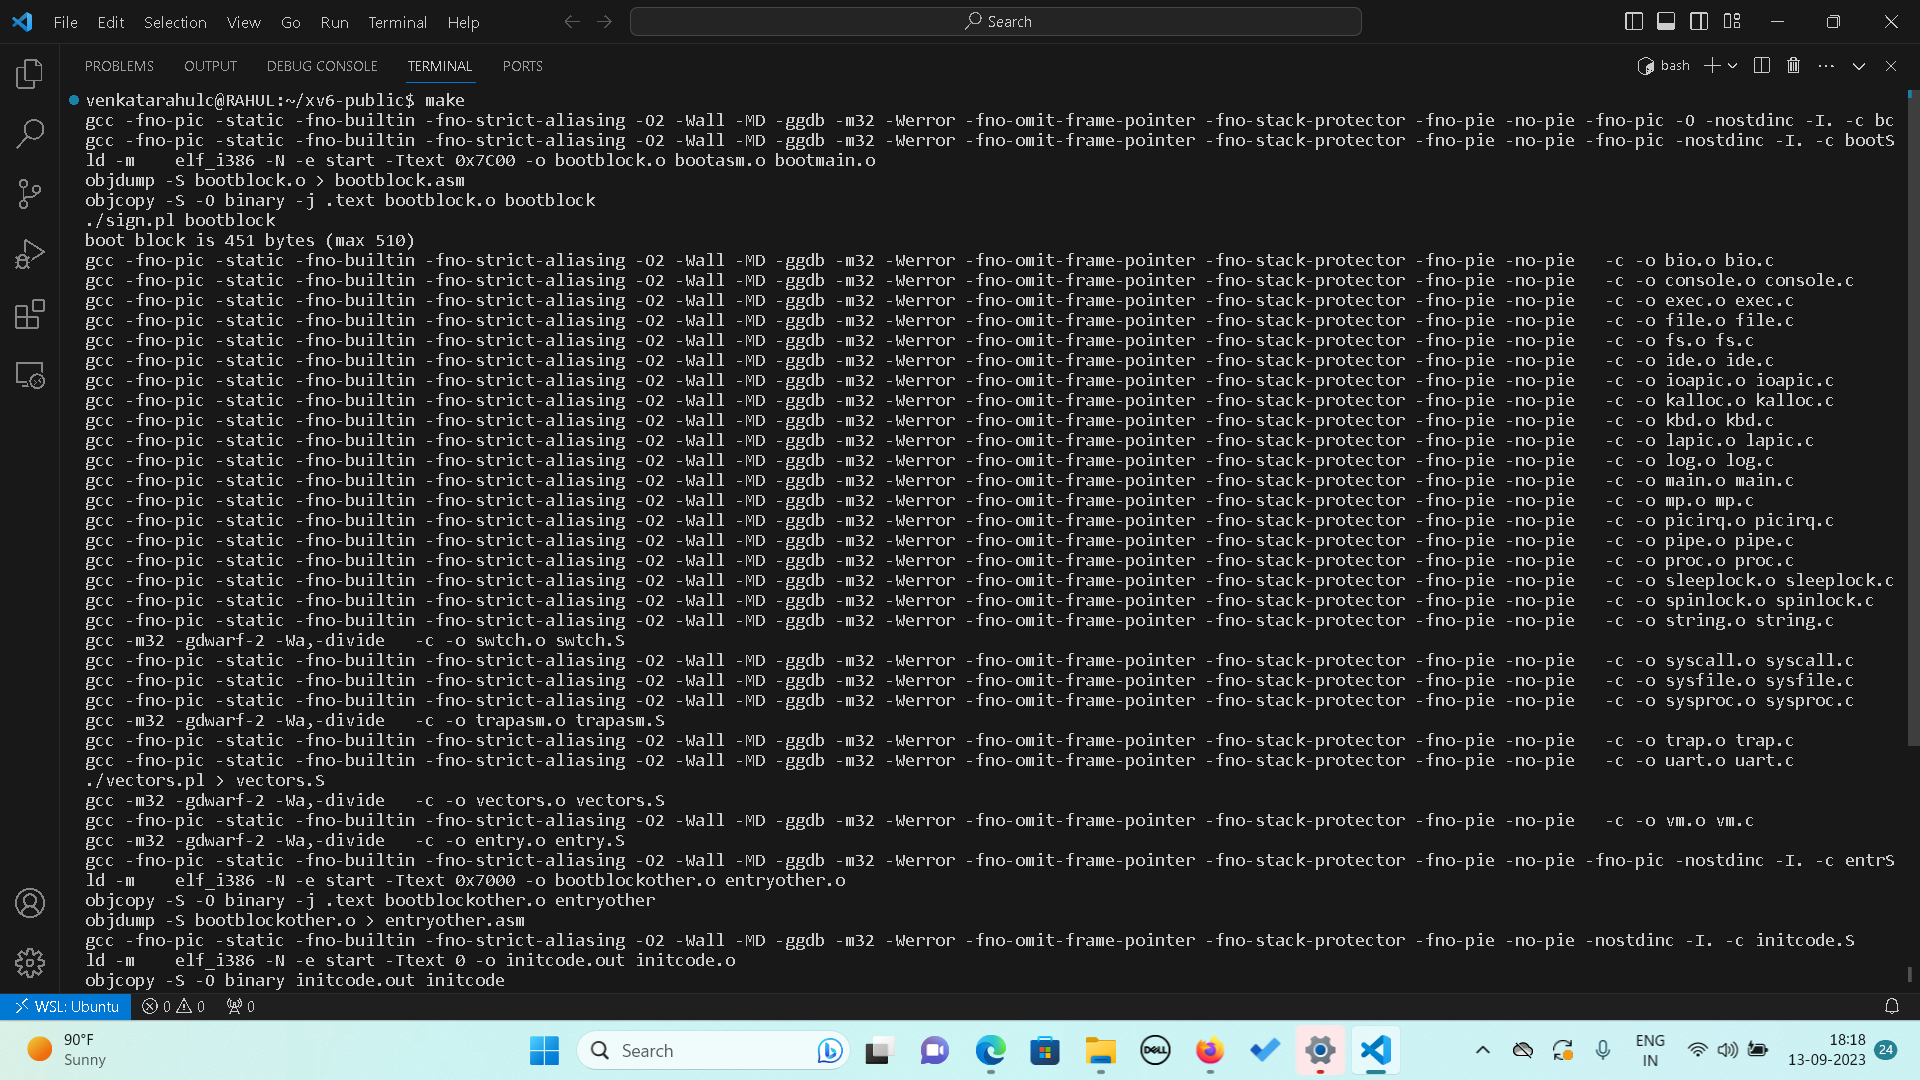 File Edit Selection View Go Run Terminal Help
Search
PROBLEMS OUTPUT DEBUG CONSOLE TERMINAL PORTS
bash
venkatarahulc@RAHUL:~/xv6-public$ make
gcc -fno-pic -static -fno-builtin -fno-strict-aliasing -O2 -Wall -MD -ggdb -m32 -Werror -fno-omit-frame-pointer -fno-stack-protector -fno-pie -no-pie -fno-pic -O -nostdinc -I. -c bc
gcc -fno-pic -static -fno-builtin -fno-strict-aliasing -O2 -Wall -MD -ggdb -m32 -Werror -fno-omit-frame-pointer -fno-stack-protector -fno-pie -no-pie -fno-pic -nostdinc -I. -c bootS
ld -m    elf_i386 -N -e start -Ttext 0x7C00 -o bootblock.o bootasm.o bootmain.o
objdump -S bootblock.o > bootblock.asm
objcopy -S -O binary -j .text bootblock.o bootblock
./sign.pl bootblock
boot block is 451 bytes (max 510)
gcc -fno-pic -static -fno-builtin -fno-strict-aliasing -O2 -Wall -MD -ggdb -m32 -Werror -fno-omit-frame-pointer -fno-stack-protector -fno-pie -no-pie   -c -o bio.o bio.c
gcc -fno-pic -static -fno-builtin -fno-strict-aliasing -O2 -Wall -MD -ggdb -m32 -Werror -fno-omit-frame-pointer -fno-stack-protector -fno-pie -no-pie   -c -o console.o console.c
gcc -fno-pic -static -fno-builtin -fno-strict-aliasing -O2 -Wall -MD -ggdb -m32 -Werror -fno-omit-frame-pointer -fno-stack-protector -fno-pie -no-pie   -c -o exec.o exec.c
gcc -fno-pic -static -fno-builtin -fno-strict-aliasing -O2 -Wall -MD -ggdb -m32 -Werror -fno-omit-frame-pointer -fno-stack-protector -fno-pie -no-pie   -c -o file.o file.c
gcc -fno-pic -static -fno-builtin -fno-strict-aliasing -O2 -Wall -MD -ggdb -m32 -Werror -fno-omit-frame-pointer -fno-stack-protector -fno-pie -no-pie   -c -o fs.o fs.c
gcc -fno-pic -static -fno-builtin -fno-strict-aliasing -O2 -Wall -MD -ggdb -m32 -Werror -fno-omit-frame-pointer -fno-stack-protector -fno-pie -no-pie   -c -o ide.o ide.c
gcc -fno-pic -static -fno-builtin -fno-strict-aliasing -O2 -Wall -MD -ggdb -m32 -Werror -fno-omit-frame-pointer -fno-stack-protector -fno-pie -no-pie   -c -o ioapic.o ioapic.c
gcc -fno-pic -static -fno-builtin -fno-strict-aliasing -O2 -Wall -MD -ggdb -m32 -Werror -fno-omit-frame-pointer -fno-stack-protector -fno-pie -no-pie   -c -o kalloc.o kalloc.c
gcc -fno-pic -static -fno-builtin -fno-strict-aliasing -O2 -Wall -MD -ggdb -m32 -Werror -fno-omit-frame-pointer -fno-stack-protector -fno-pie -no-pie   -c -o kbd.o kbd.c
gcc -fno-pic -static -fno-builtin -fno-strict-aliasing -O2 -Wall -MD -ggdb -m32 -Werror -fno-omit-frame-pointer -fno-stack-protector -fno-pie -no-pie   -c -o lapic.o lapic.c
gcc -fno-pic -static -fno-builtin -fno-strict-aliasing -O2 -Wall -MD -ggdb -m32 -Werror -fno-omit-frame-pointer -fno-stack-protector -fno-pie -no-pie   -c -o log.o log.c
gcc -fno-pic -static -fno-builtin -fno-strict-aliasing -O2 -Wall -MD -ggdb -m32 -Werror -fno-omit-frame-pointer -fno-stack-protector -fno-pie -no-pie   -c -o main.o main.c
gcc -fno-pic -static -fno-builtin -fno-strict-aliasing -O2 -Wall -MD -ggdb -m32 -Werror -fno-omit-frame-pointer -fno-stack-protector -fno-pie -no-pie   -c -o mp.o mp.c
gcc -fno-pic -static -fno-builtin -fno-strict-aliasing -O2 -Wall -MD -ggdb -m32 -Werror -fno-omit-frame-pointer -fno-stack-protector -fno-pie -no-pie   -c -o picirq.o picirq.c
gcc -fno-pic -static -fno-builtin -fno-strict-aliasing -O2 -Wall -MD -ggdb -m32 -Werror -fno-omit-frame-pointer -fno-stack-protector -fno-pie -no-pie   -c -o pipe.o pipe.c
gcc -fno-pic -static -fno-builtin -fno-strict-aliasing -O2 -Wall -MD -ggdb -m32 -Werror -fno-omit-frame-pointer -fno-stack-protector -fno-pie -no-pie   -c -o proc.o proc.c
gcc -fno-pic -static -fno-builtin -fno-strict-aliasing -O2 -Wall -MD -ggdb -m32 -Werror -fno-omit-frame-pointer -fno-stack-protector -fno-pie -no-pie   -c -o sleeplock.o sleeplock.c
gcc -fno-pic -static -fno-builtin -fno-strict-aliasing -O2 -Wall -MD -ggdb -m32 -Werror -fno-omit-frame-pointer -fno-stack-protector -fno-pie -no-pie   -c -o spinlock.o spinlock.c
gcc -fno-pic -static -fno-builtin -fno-strict-aliasing -O2 -Wall -MD -ggdb -m32 -Werror -fno-omit-frame-pointer -fno-stack-protector -fno-pie -no-pie   -c -o string.o string.c
gcc -m32 -gdwarf-2 -Wa,-divide   -c -o swtch.o swtch.S
gcc -fno-pic -static -fno-builtin -fno-strict-aliasing -O2 -Wall -MD -ggdb -m32 -Werror -fno-omit-frame-pointer -fno-stack-protector -fno-pie -no-pie   -c -o syscall.o syscall.c
gcc -fno-pic -static -fno-builtin -fno-strict-aliasing -O2 -Wall -MD -ggdb -m32 -Werror -fno-omit-frame-pointer -fno-stack-protector -fno-pie -no-pie   -c -o sysfile.o sysfile.c
gcc -fno-pic -static -fno-builtin -fno-strict-aliasing -O2 -Wall -MD -ggdb -m32 -Werror -fno-omit-frame-pointer -fno-stack-protector -fno-pie -no-pie   -c -o sysproc.o sysproc.c
gcc -m32 -gdwarf-2 -Wa,-divide   -c -o trapasm.o trapasm.S
gcc -fno-pic -static -fno-builtin -fno-strict-aliasing -O2 -Wall -MD -ggdb -m32 -Werror -fno-omit-frame-pointer -fno-stack-protector -fno-pie -no-pie   -c -o trap.o trap.c
gcc -fno-pic -static -fno-builtin -fno-strict-aliasing -O2 -Wall -MD -ggdb -m32 -Werror -fno-omit-frame-pointer -fno-stack-protector -fno-pie -no-pie   -c -o uart.o uart.c
./vectors.pl > vectors.S
gcc -m32 -gdwarf-2 -Wa,-divide   -c -o vectors.o vectors.S
gcc -fno-pic -static -fno-builtin -fno-strict-aliasing -O2 -Wall -MD -ggdb -m32 -Werror -fno-omit-frame-pointer -fno-stack-protector -fno-pie -no-pie   -c -o vm.o vm.c
gcc -m32 -gdwarf-2 -Wa,-divide   -c -o entry.o entry.S
gcc -fno-pic -static -fno-builtin -fno-strict-aliasing -O2 -Wall -MD -ggdb -m32 -Werror -fno-omit-frame-pointer -fno-stack-protector -fno-pie -no-pie -fno-pic -nostdinc -I. -c entrS
ld -m    elf_i386 -N -e start -Ttext 0x7000 -o bootblockother.o entryother.o
objcopy -S -O binary -j .text bootblockother.o entryother
objdump -S bootblockother.o > entryother.asm
gcc -fno-pic -static -fno-builtin -fno-strict-aliasing -O2 -Wall -MD -ggdb -m32 -Werror -fno-omit-frame-pointer -fno-stack-protector -fno-pie -no-pie -nostdinc -I. -c initcode.S
ld -m    elf_i386 -N -e start -Ttext 0 -o initcode.out initcode.o
objcopy -S -O binary initcode.out initcode
WSL: Ubuntu 0 0 0
90°F
Sunny
Search
DELL
ENG
IN
18:18
13-09-2023
24